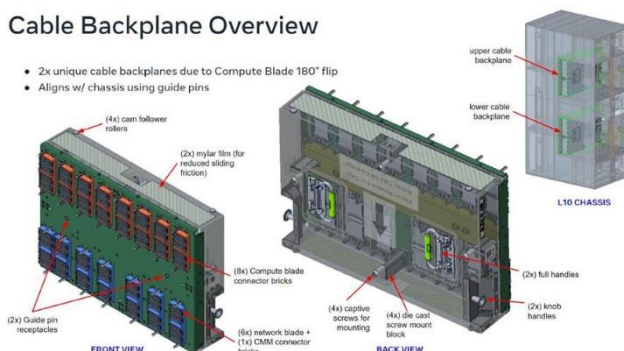 Cable Backplane Overview
• 2x unique cable backplanes due to Compute Blade 180° flip
• Aligns w/ chassis using guide pins
upper cable
backplane
lower cable
backplane
L10 CHASSIS
(4x) cam follower
rollers
(2x) mylar film (for
reduced sliding
friction)
(8x) Compute blade
connector bricks
(2x) Guide pin
receptacles
(6x) network blade +
(1x) CMM connector
bricks
FRONT VIEW
(4x) captive
screws for
mounting
(4x) die cast
screw mount
block
(2x) full handles
(2x) knob
handles
BACK VIEW